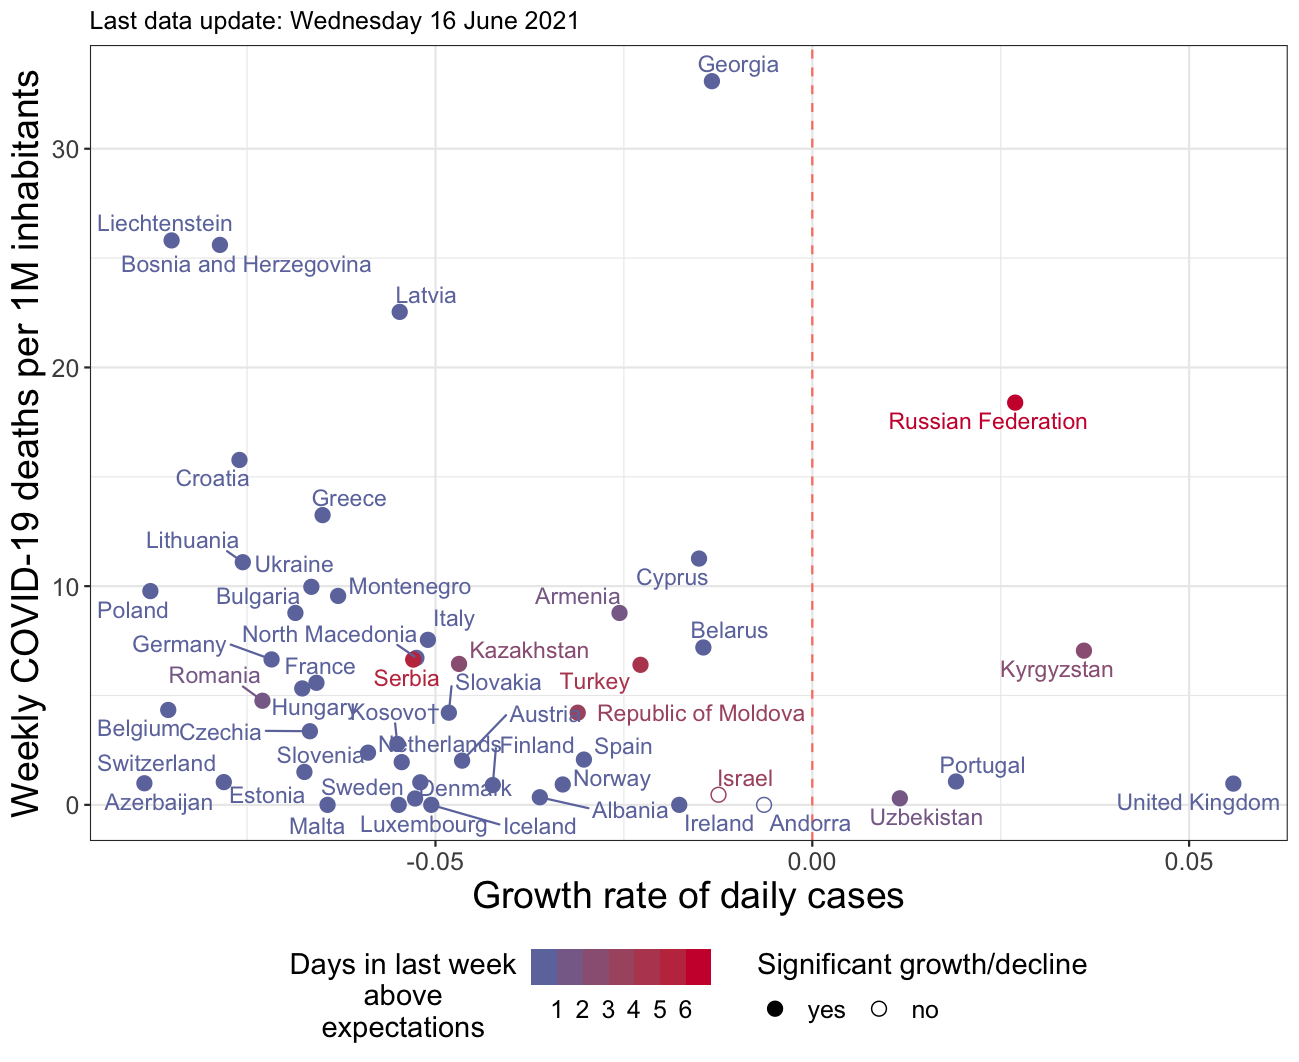 Last data update: Wednesday 16 June 2021
Weekly COVID-19 deaths per 1M inhabitants
30
20
10
0
Georgia
Liechtenstein
Bosnia and Herzegovina
Latvia
Russian Federation
Croatia
Greece
Lithuania
Ukraine
Cyprus
Poland
Bulgaria
Montenegro
Armenia
Italy
Germany
North Macedonia
Belarus
Romania
France
Serbia
Kazakhstan
Turkey
Kyrgyzstan
Slovakia
Hungary
Kosovo†
Austria
Republic of Moldova
Belgium
Czechia
Netherlands
Finland
Spain
Slovenia
Switzerland
Portugal
Norway
Sweden
Denmark
Israel
Azerbaijan
Estonia
United Kingdom
Albania
Uzbekistan
Malta
Luxembourg
Iceland
Ireland
Andorra
-0.05
0.00
0.05
Growth rate of daily cases
Days in last week
above
expectations
1 2 3 4 5 6
Significant growth/decline
yes
no